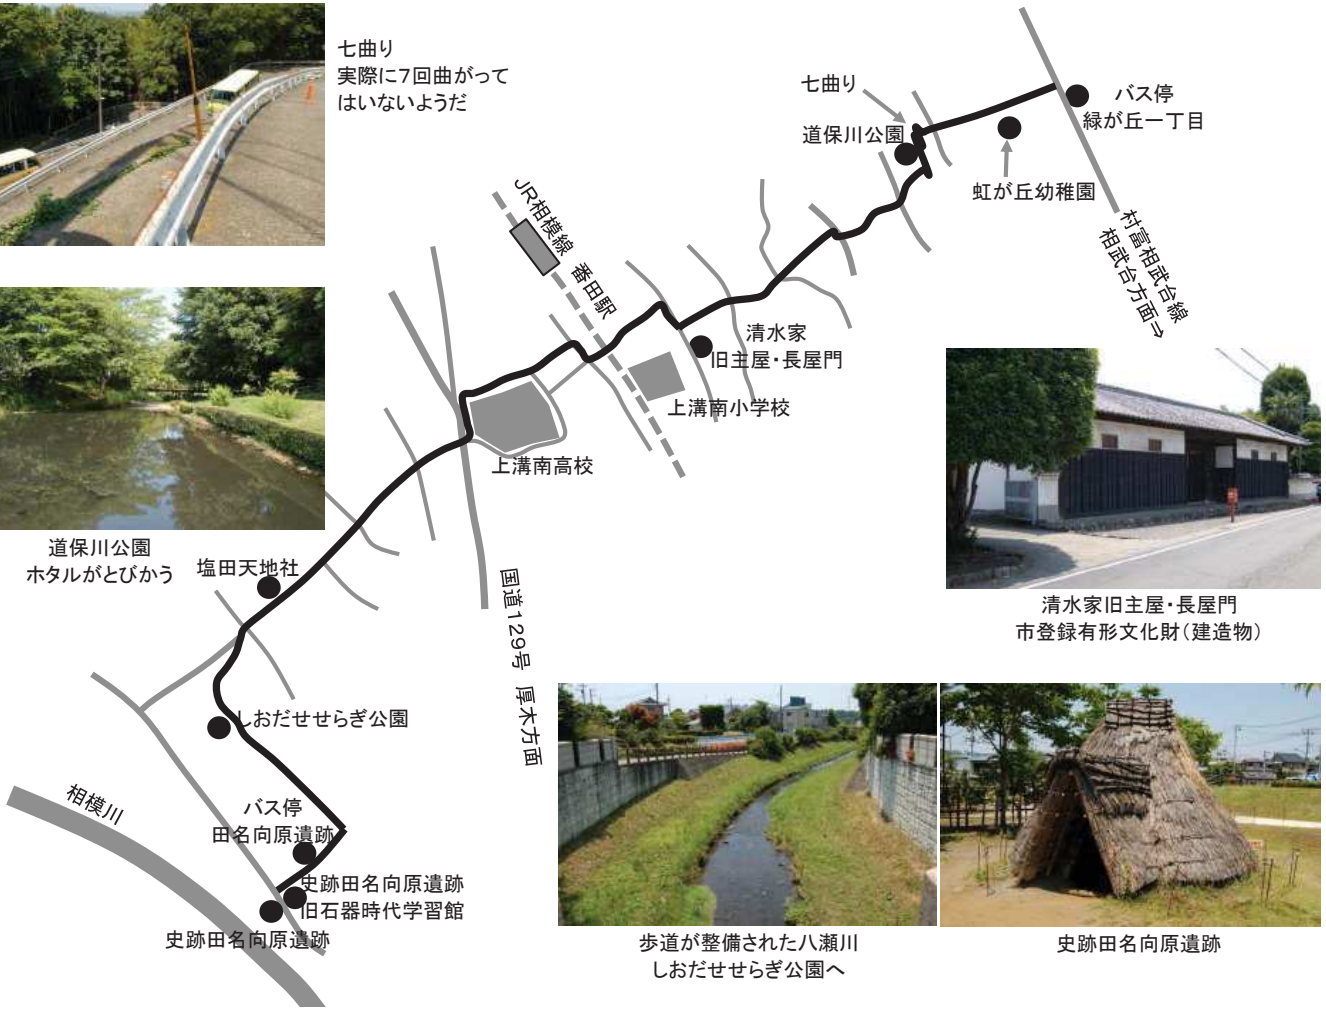 七曲り
実際に7回曲がって
はいないようだ
七曲り
道保川公園
バス停
緑が丘一丁目
虹が丘幼稚園
村富相武台線
相武台方面→
JR相模線 番田駅
清水家
旧主屋・長屋門
上溝南小学校
上溝南高校
道保川公園
ホタルがとびかう
塩田天地社
国道129号 厚木方面
清水家旧主屋・長屋門
市登録有形文化財（建造物）
しおだせせらぎ公園
相模川
バス停
田名向原遺跡
史跡田名向原遺跡
旧石器時代学習館
史跡田名向原遺跡
歩道が整備された八瀬川
しおだせせらぎ公園へ
史跡田名向原遺跡